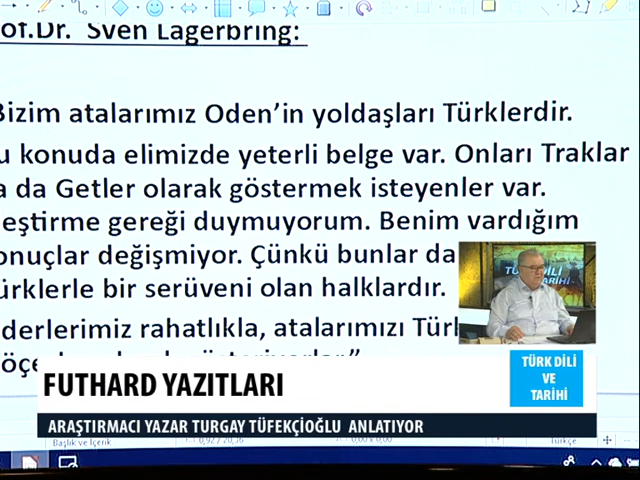 of.Dr. Sven Lagerbring:
Bizim atalarımız Oden’in yoldaşları Türklerdir.
u konuda elimizde yeterli belge var. Onları Traklar
a da Getler olarak göstermek isteyenler var.
eştirme gereği duymuyorum. Benim vardığım
onuçlar değişmiyor. Çünkü bunlar da
ürklerle bir serüveni olan halklardır.
derlerimiz rahatlıkla, atalarımızı Tür
TÜRK DİLİ
TARİHİ
FUTHARD YAZITLARI
TÜRK DİLİ
VE
TARİHİ
ARAŞTIRMACI YAZAR TURGAY TÜFEKÇİOĞLU ANLATIYOR
Başlık ve İçerik
Türkçe